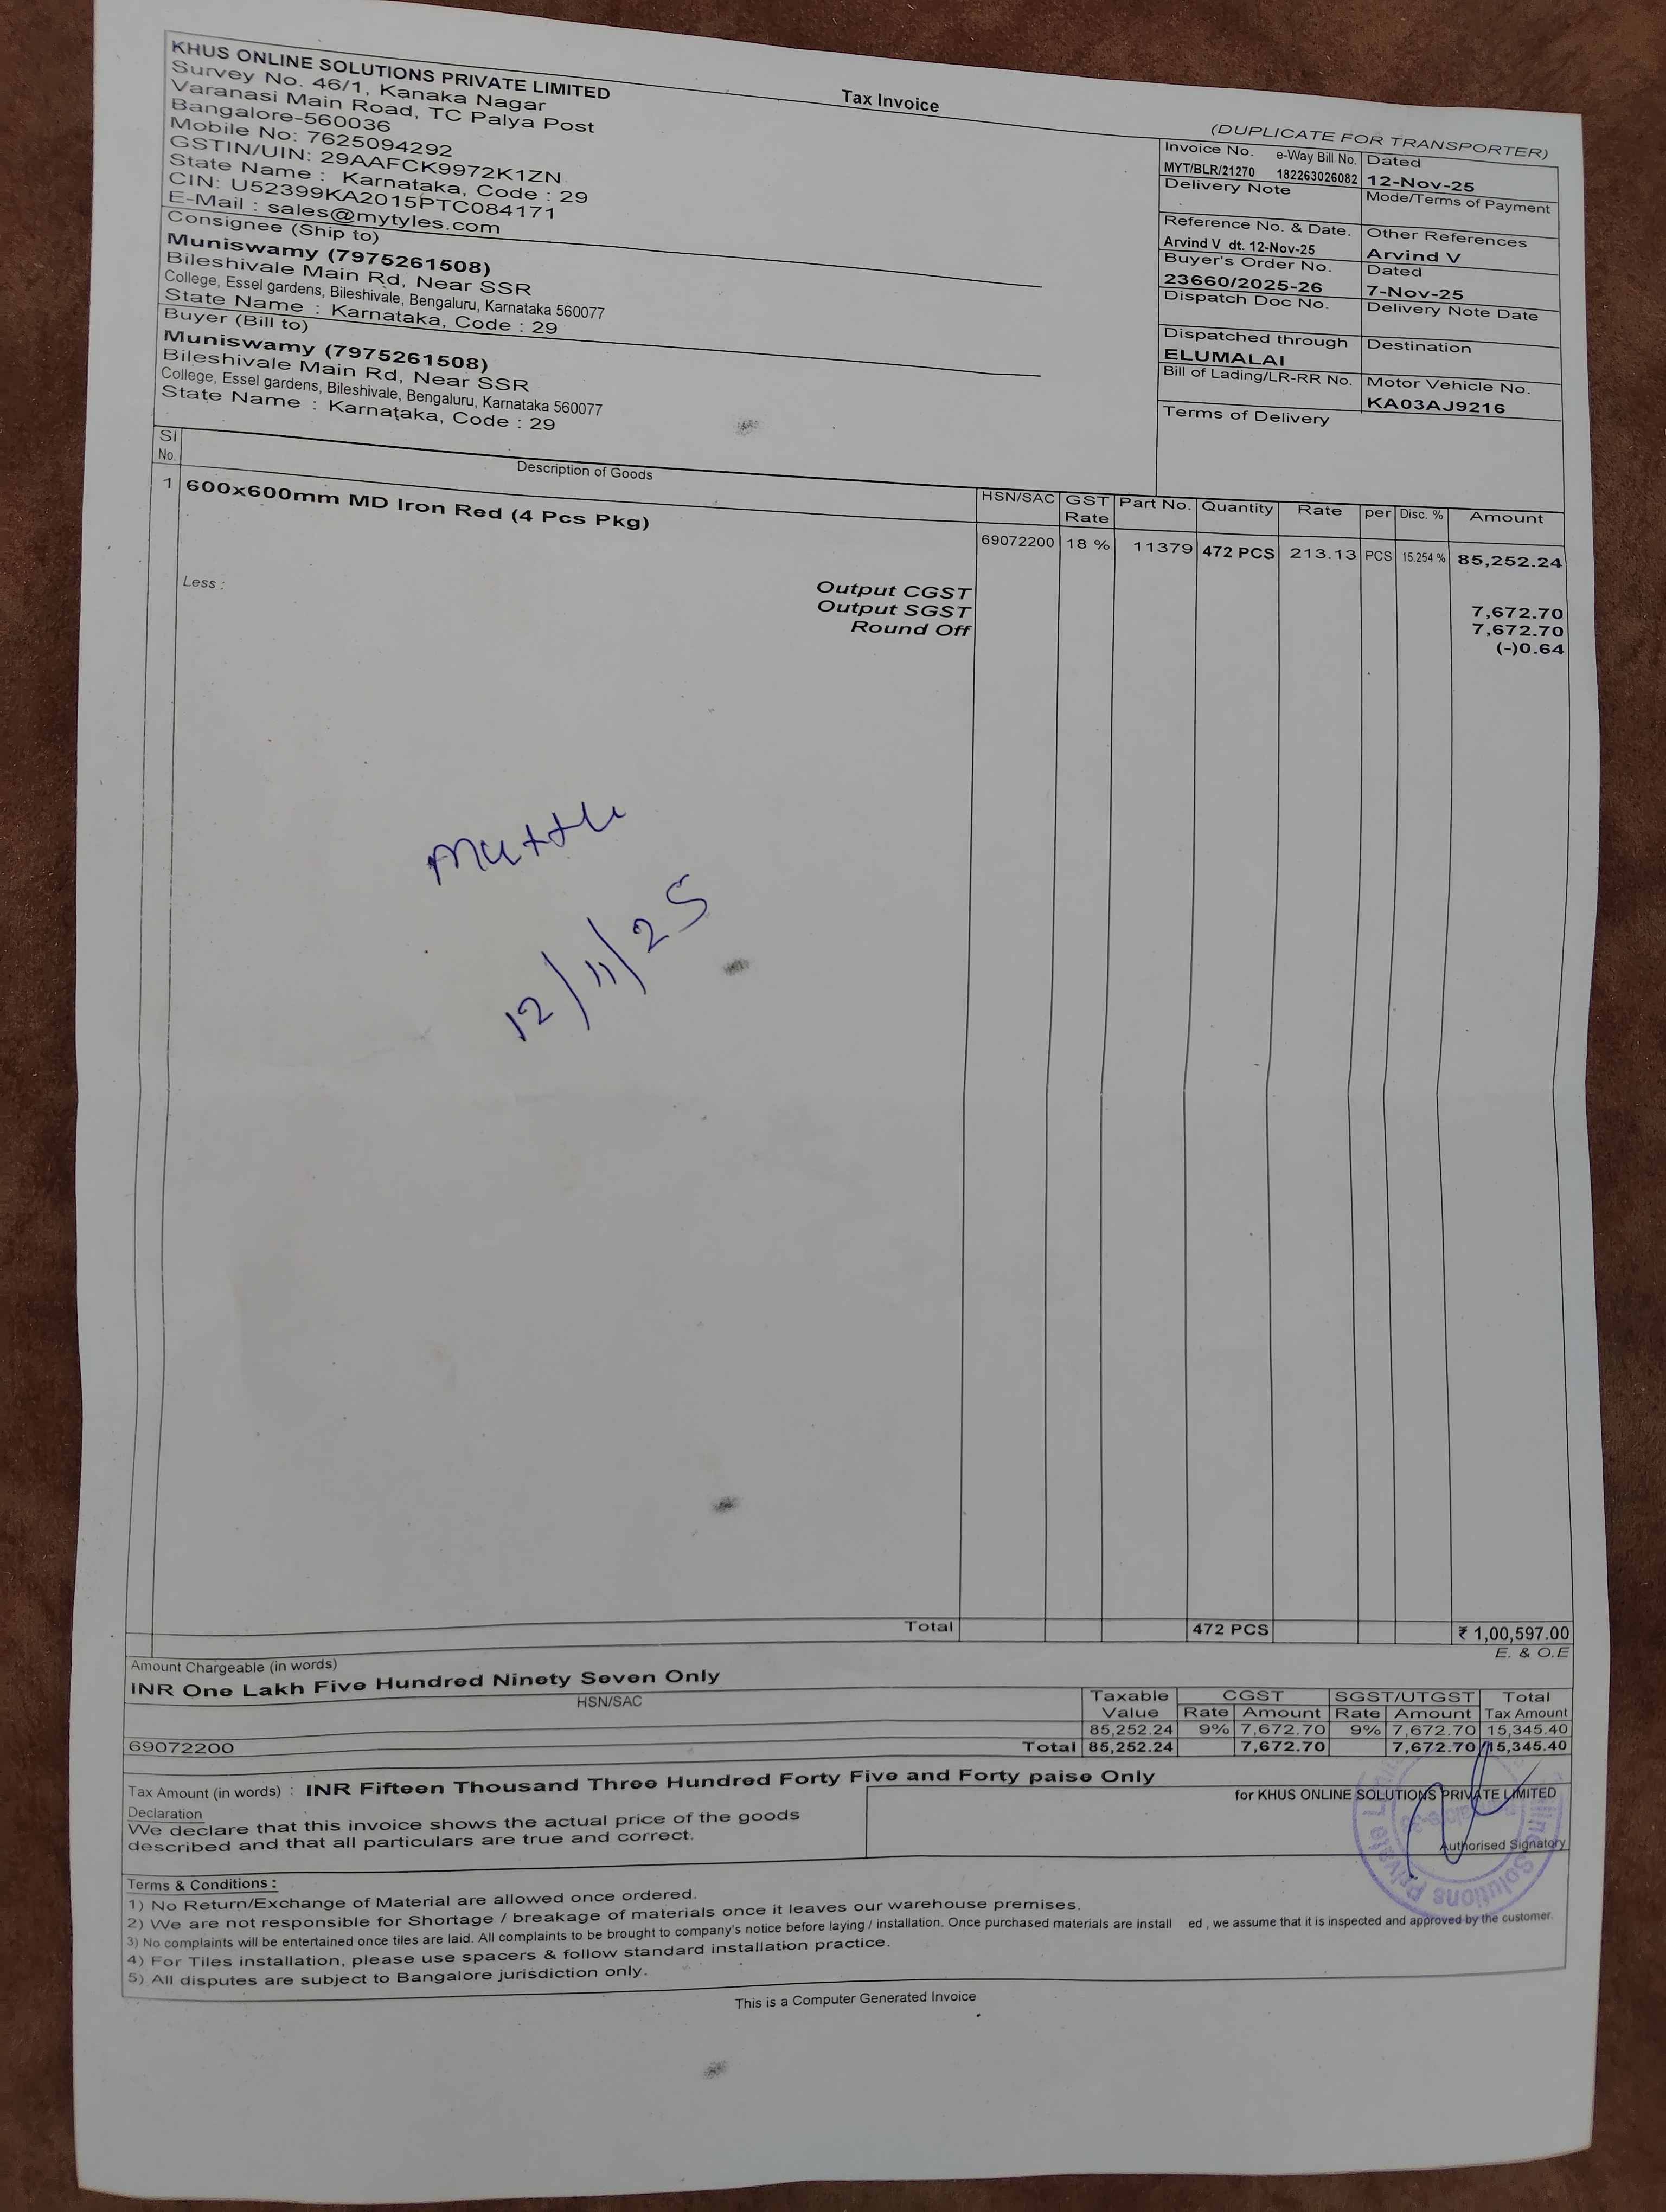 Tax Invoice
(DUPLICATE FOR TRANSPORTER)
KHUS ONLINE SOLUTIONS PRIVATE LIMITED
Survey No. 46/1, Kanaka Nagar
Varanasi Main Road, TC Palya Post
Bangalore-560036
Mobile No: 7625094292
GSTIN/UIN: 29AAFCK9972K1ZN
State Name : Karnataka, Code : 29
CIN: U52399KA2015PTC084171
E-Mail : sales@mytyles.com
Consignee (Ship to)
Muniswamy (7975261508)
Bileshivale Main Rd, Near SSR
College, Essel gardens, Bileshivale, Bengaluru, Karnataka 560077
State Name : Karnataka, Code : 29
Buyer (Bill to)
Muniswamy (7975261508)
Bileshivale Main Rd, Near SSR
College, Essel gardens, Bileshivale, Bengaluru, Karnataka 560077
State Name : Karnataka, Code : 29
Invoice No. e-Way Bill No. Dated
MYT/BLR/21270 182263026082 12-Nov-25
Delivery Note Mode/Terms of Payment
Reference No. & Date. Other References
Arvind V dt. 12-Nov-25 Arvind V
Buyer's Order No. Dated
23660/2025-26 7-Nov-25
Dispatch Doc No. Delivery Note Date
Dispatched through Destination
ELUMALAI
Bill of Lading/LR-RR No. Motor Vehicle No.
KA03AJ9216
Terms of Delivery
Sl No. Description of Goods HSN/SAC GST Rate Part No. Quantity Rate per Disc. % Amount
1 600x600mm MD Iron Red (4 Pcs Pkg) 69072200 18 % 11379 472 PCS 213.13 PCS 15.254 % 85,252.24
Output CGST 7,672.70
Output SGST 7,672.70
Less : Round Off (-)0.64
12/11/25
Total 472 PCS ₹ 1,00,597.00
Amount Chargeable (in words) E. & O.E
INR One Lakh Five Hundred Ninety Seven Only
HSN/SAC Taxable Value CGST SGST/UTGST Total
Rate Amount Rate Amount Tax Amount
69072200 85,252.24 9% 7,672.70 9% 7,672.70 15,345.40
Total 85,252.24 7,672.70 7,672.70 15,345.40
Tax Amount (in words) : INR Fifteen Thousand Three Hundred Forty Five and Forty paise Only
Declaration
We declare that this invoice shows the actual price of the goods
described and that all particulars are true and correct.
for KHUS ONLINE SOLUTIONS PRIVATE LIMITED
Authorised Signatory
Terms & Conditions :
1) No Return/Exchange of Material are allowed once ordered.
2) We are not responsible for Shortage / breakage of materials once it leaves our warehouse premises.
3) No complaints will be entertained once tiles are laid. All complaints to be brought to company's notice before laying / installation. Once purchased materials are install ed , we assume that it is inspected and approved by the customer.
4) For Tiles installation, please use spacers & follow standard installation practice.
5) All disputes are subject to Bangalore jurisdiction only.
This is a Computer Generated Invoice